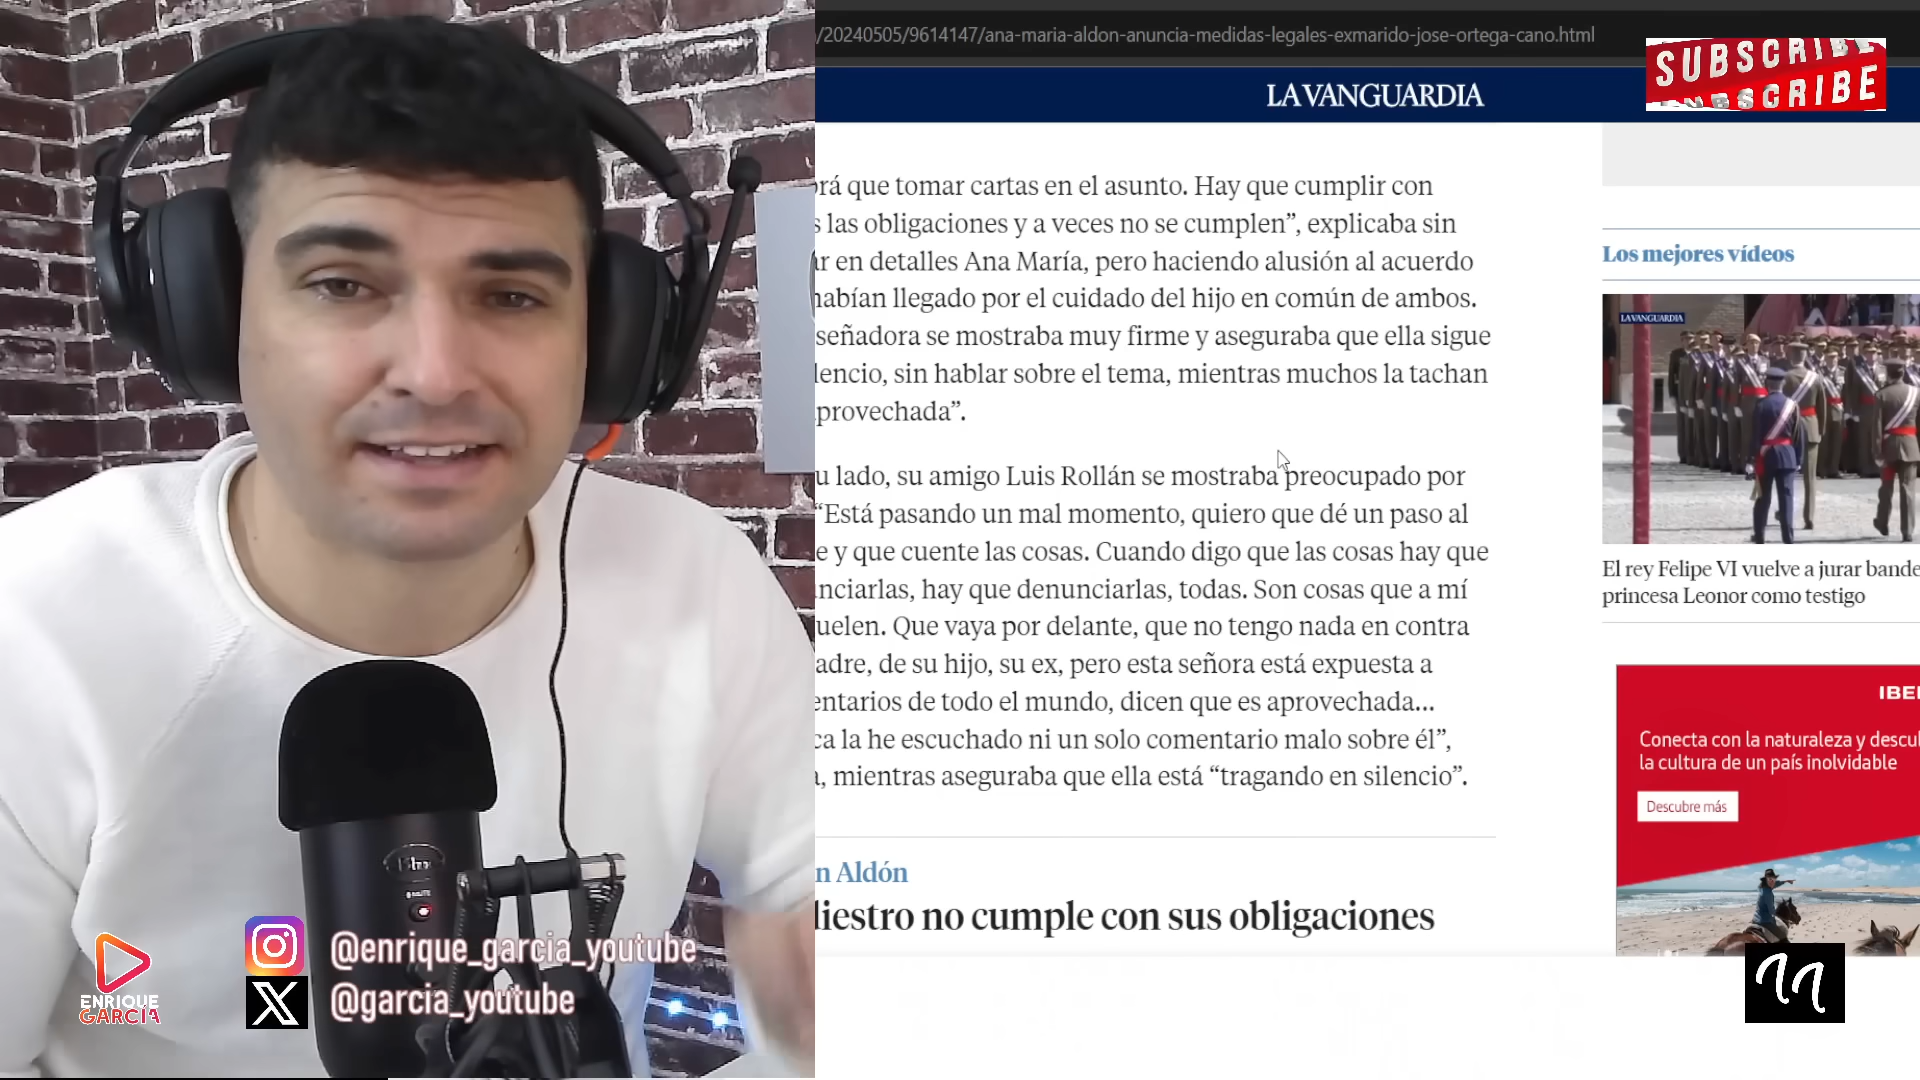 /20240505/9614147/ana-maria-aldon-anuncia-medidas-legales-exmarido-jose-ortega-cano.html
SUBSCRIBE
SUBSCRIBE
LA VANGUARDIA
que tomar cartas en el asunto. Hay que cumplir con
las obligaciones y a veces no se cumplen”, explicaba sin
en detalles Ana María, pero haciendo alusión al acuerdo
habían llegado por el cuidado del hijo en común de ambos.
señadora se mostraba muy firme y aseguraba que ella sigue
lencio, sin hablar sobre el tema, mientras muchos la tachan
provechada”.
u lado, su amigo Luis Rollán se mostraba preocupado por
“Está pasando un mal momento, quiero que dé un paso al
e y que cuente las cosas. Cuando digo que las cosas hay que
nciarlas, hay que denunciarlas, todas. Son cosas que a mí
uelen. Que vaya por delante, que no tengo nada en contra
adre, de su hijo, su ex, pero esta señora está expuesta a
entarios de todo el mundo, dicen que es aprovechada...
ca la he escuchado ni un solo comentario malo sobre él”,
, mientras aseguraba que ella está “tragando en silencio”.
n Aldón
diestro no cumple con sus obligaciones
Los mejores vídeos
LA VANGUARDIA
El rey Felipe VI vuelve a jurar bande
princesa Leonor como testigo
IBE
Conecta con la naturaleza y descu
la cultura de un país inolvidable
Descubre más
Blue
MUTE
ENRIQUE
GARCÍA
@enrique_garcia_youtube
@garcia_youtube